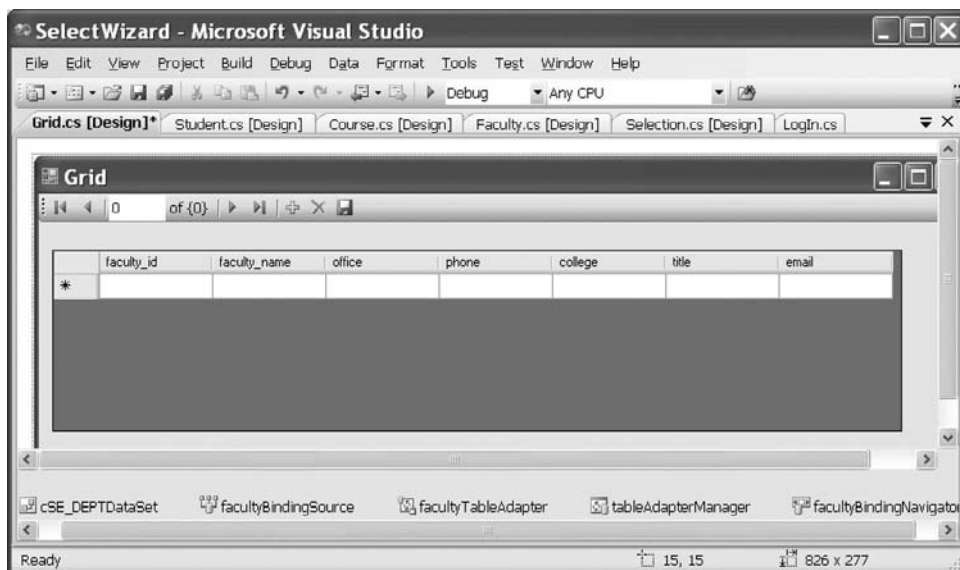 SelectWizard - Microsoft Visual Studio
File Edit View Project Build Debug Data Format Tools Test Window Help
Debug Any CPU
Grid.cs [Design]* Student.cs [Design] Course.cs [Design] Faculty.cs [Design] Selection.cs [Design] LogIn.cs
Grid
0 of {0}
faculty_id faculty_name office phone college title email
cSE_DEPTDataSet facultyBindingSource facultyTableAdapter tableAdapterManager facultyBindingNavigator
Ready 15, 15 826 x 277